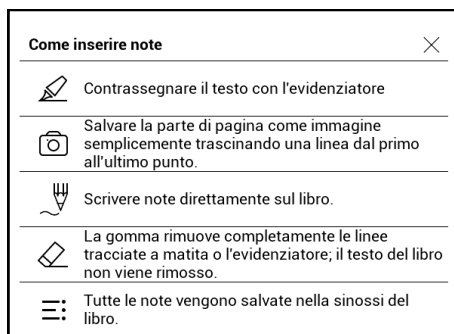 Come inserire note
Contrassegnare il testo con l'evidenziatore
Salvare la parte di pagina come immagine
semplicemente trascinando una linea dal primo
all'ultimo punto.
Scrivere note direttamente sul libro.
La gomma rimuove completamente le linee
tracciate a matita o l'evidenziatore; il testo del libro
non viene rimosso.
Tutte le note vengono salvate nella sinossi del
libro.